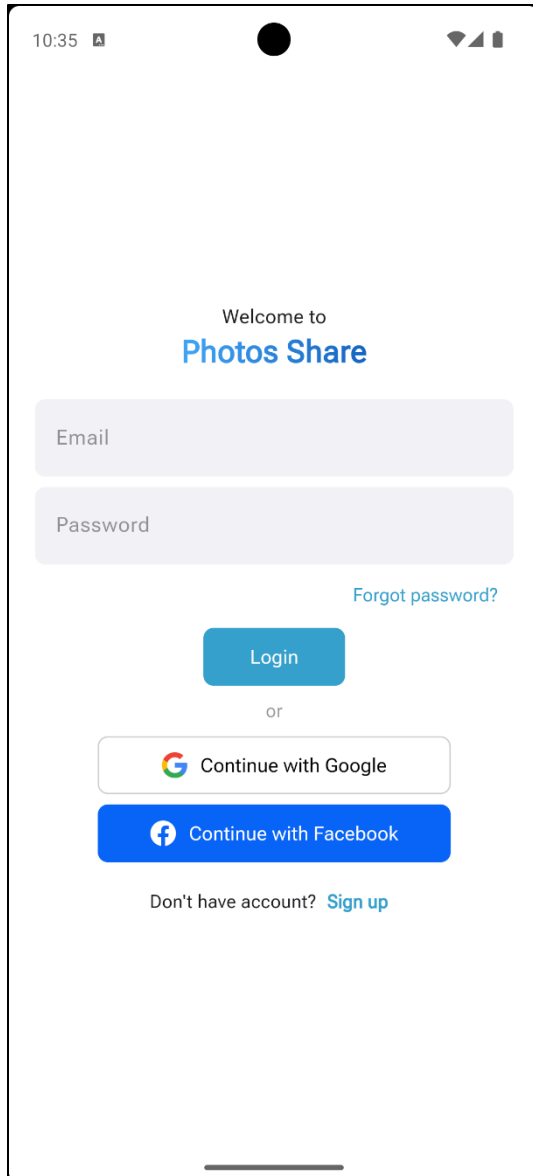 10:35 A
Welcome to
Photos Share
Email
Password
Forgot password?
Login
or
Continue with Google
Continue with Facebook
Don't have account? Sign up